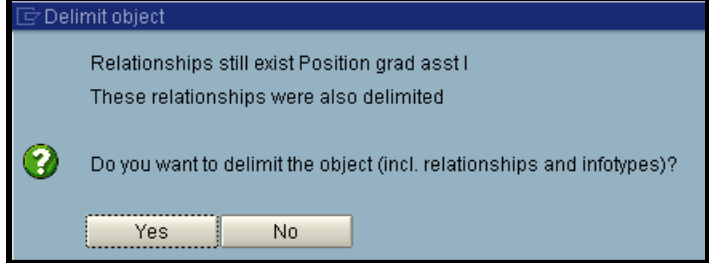 Delimit object
Relationships still exist Position grad asst I
These relationships were also delimited
Do you want to delimit the object (incl. relationships and infotypes)?
Yes No